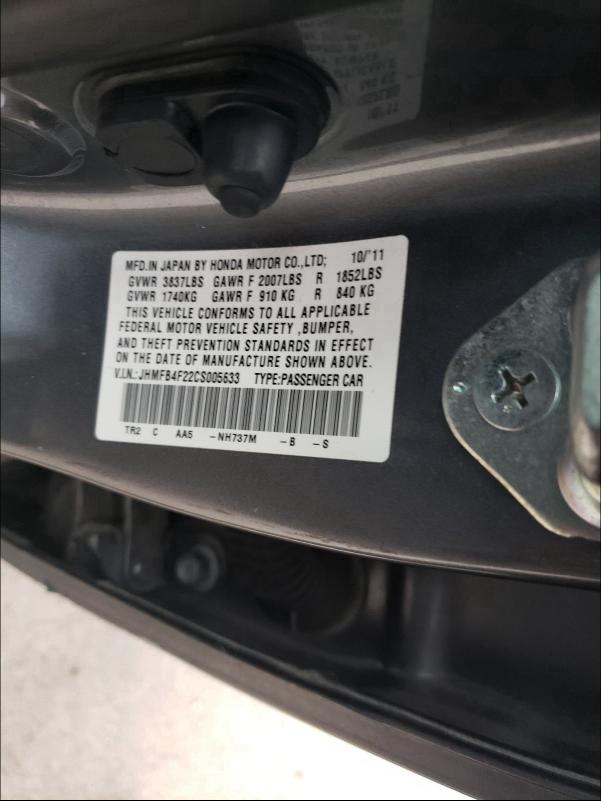 MFD.IN JAPAN BY HONDA MOTOR CO.,LTD; 10/'11
GVWR 3837LBS GAWR F 2007LBS R 1852LBS
GVWR 1740KG GAWR F 910 KG R 840 KG
THIS VEHICLE CONFORMS TO ALL APPLICABLE
FEDERAL MOTOR VEHICLE SAFETY ,BUMPER,
AND THEFT PREVENTION STANDARDS IN EFFECT
ON THE DATE OF MANUFACTURE SHOWN ABOVE.
V.I.N.:JHMFB4F22CS005633 TYPE:PASSENGER CAR
TR2 C AA5 -NH737M -B -S